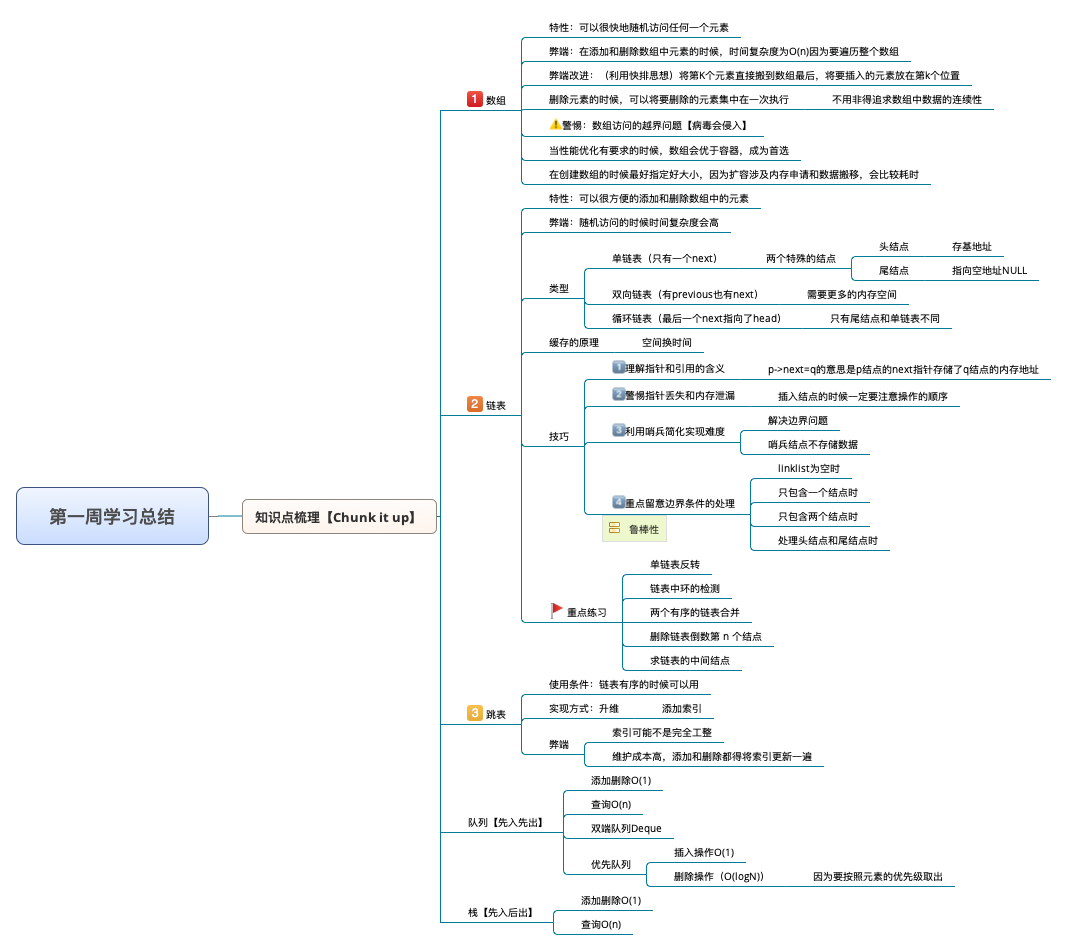 第一周学习总结
知识点梳理【Chunk it up】
1 数组
特性：可以很快地随机访问任何一个元素
弊端：在添加和删除数组中元素的时候，时间复杂度为O(n)因为要遍历整个数组
弊端改进：（利用快排思想）将第K个元素直接搬到数组最后，将要插入的元素放在第k个位置
删除元素的时候，可以将要删除的元素集中在一次执行 不用非得追求数组中数据的连续性
警惕：数组访问的越界问题【病毒会侵入】
当性能优化有要求的时候，数组会优于容器，成为首选
在创建数组的时候最好指定好大小，因为扩容涉及内存申请和数据搬移，会比较耗时
2 链表
特性：可以很方便的添加和删除数组中的元素
弊端：随机访问的时候时间复杂度会高
类型
单链表（只有一个next） 两个特殊的结点
头结点 存基地址
尾结点 指向空地址NULL
双向链表（有previous也有next） 需要更多的内存空间
循环链表（最后一个next指向了head） 只有尾结点和单链表不同
缓存的原理 空间换时间
技巧
1 理解指针和引用的含义 p->next=q的意思是p结点的next指针存储了q结点的内存地址
2 警惕指针丢失和内存泄漏 插入结点的时候一定要注意操作的顺序
3 利用哨兵简化实现难度
解决边界问题
哨兵结点不存储数据
4 重点留意边界条件的处理
鲁棒性
linklist为空时
只包含一个结点时
只包含两个结点时
处理头结点和尾结点时
重点练习
单链表反转
链表中环的检测
两个有序的链表合并
删除链表倒数第 n 个结点
求链表的中间结点
3 跳表
使用条件：链表有序的时候可以用
实现方式：升维 添加索引
弊端
索引可能不是完全工整
维护成本高，添加和删除都得将索引更新一遍
队列【先入先出】
添加删除O(1)
查询O(n)
双端队列Deque
优先队列
插入操作O(1)
删除操作（O(logN)） 因为要按照元素的优先级取出
栈【先入后出】
添加删除O(1)
查询O(n)